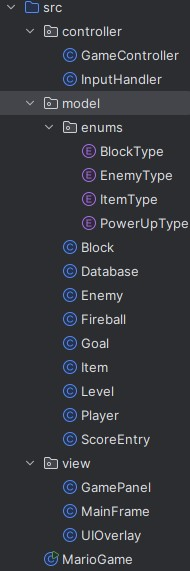 src
controller
GameController
InputHandler
model
enums
E BlockType
E EnemyType
E ItemType
E PowerUpType
C Block
C Database
C Enemy
C Fireball
C Goal
C Item
C Level
C Player
C ScoreEntry
view
C GamePanel
C MainFrame
C UIOverlay
C MarioGame